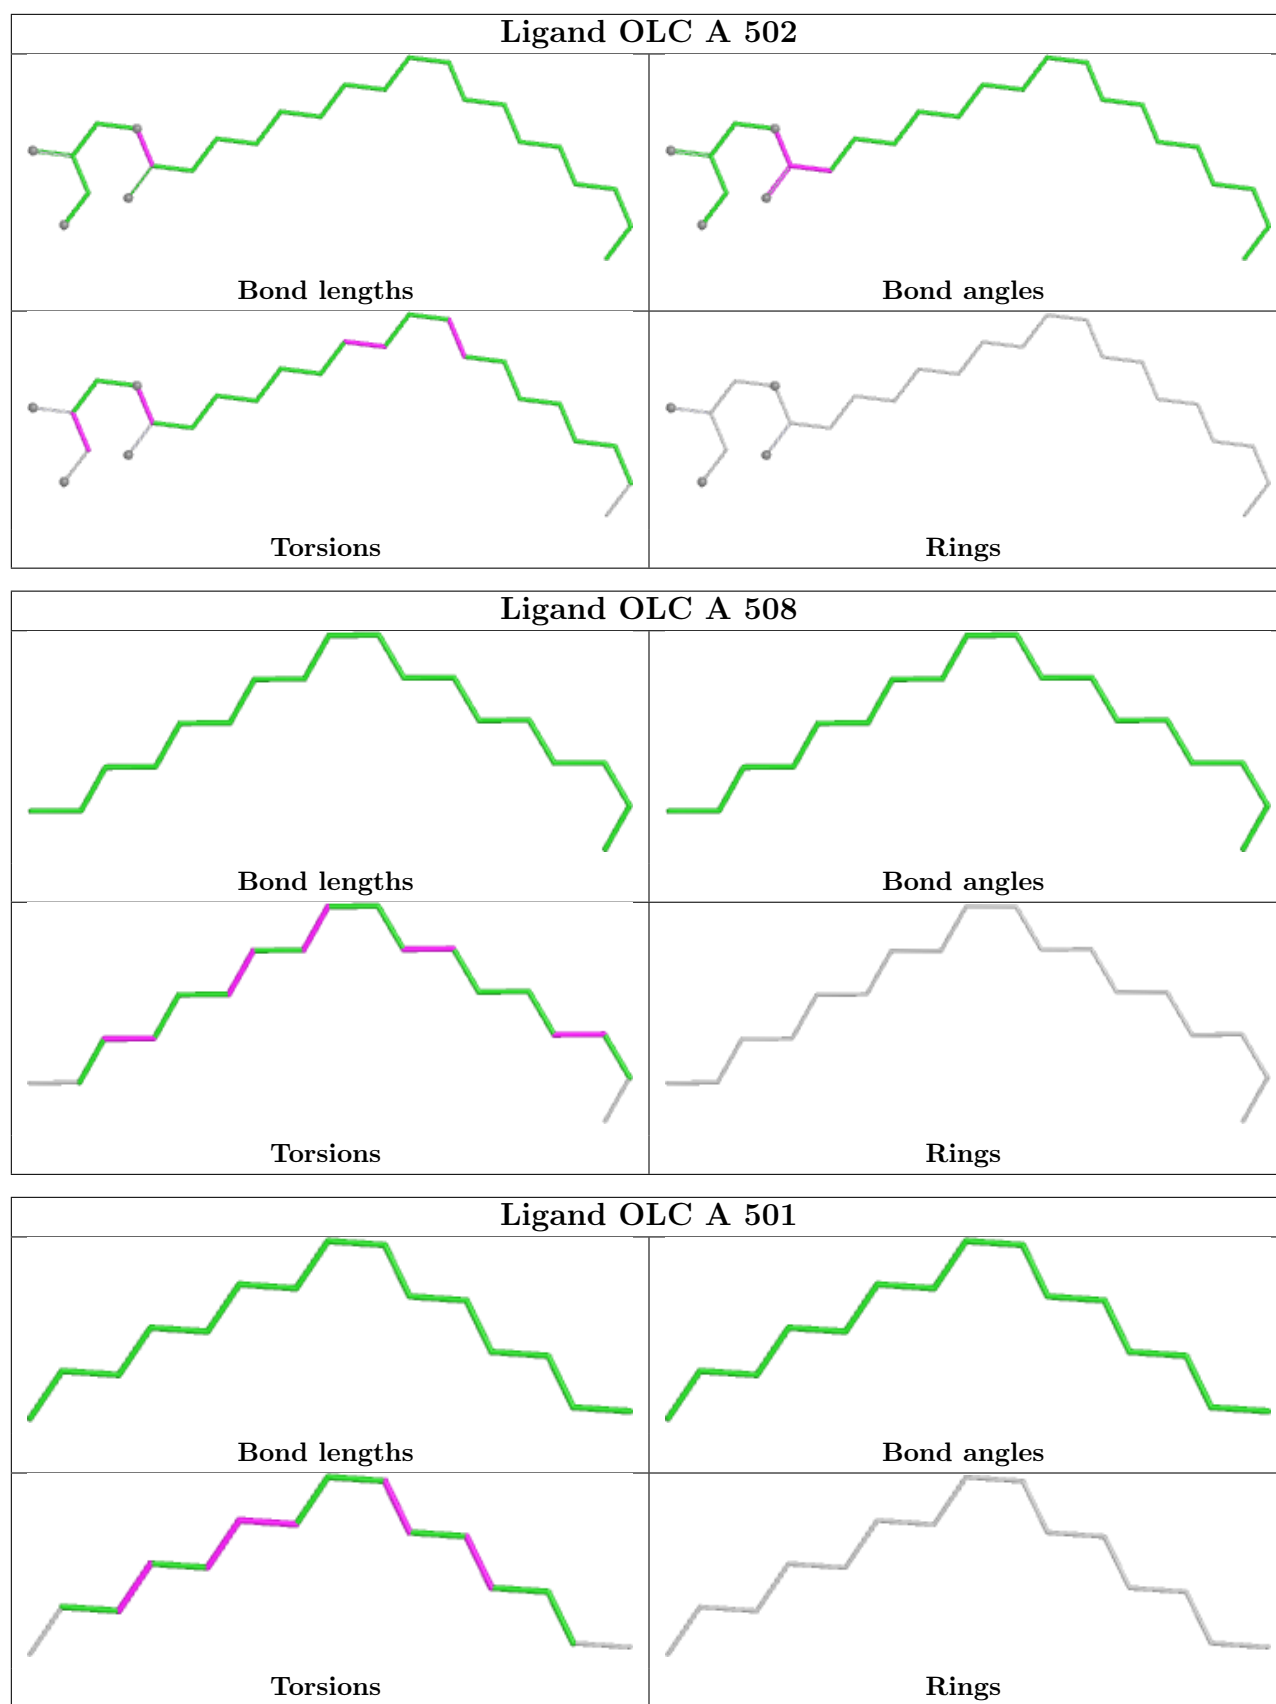 Ligand OLC A 502
Bond lengths
Bond angles
Torsions
Rings
Ligand OLC A 508
Bond lengths
Bond angles
Torsions
Rings
Ligand OLC A 501
Bond lengths
Bond angles
Torsions
Rings